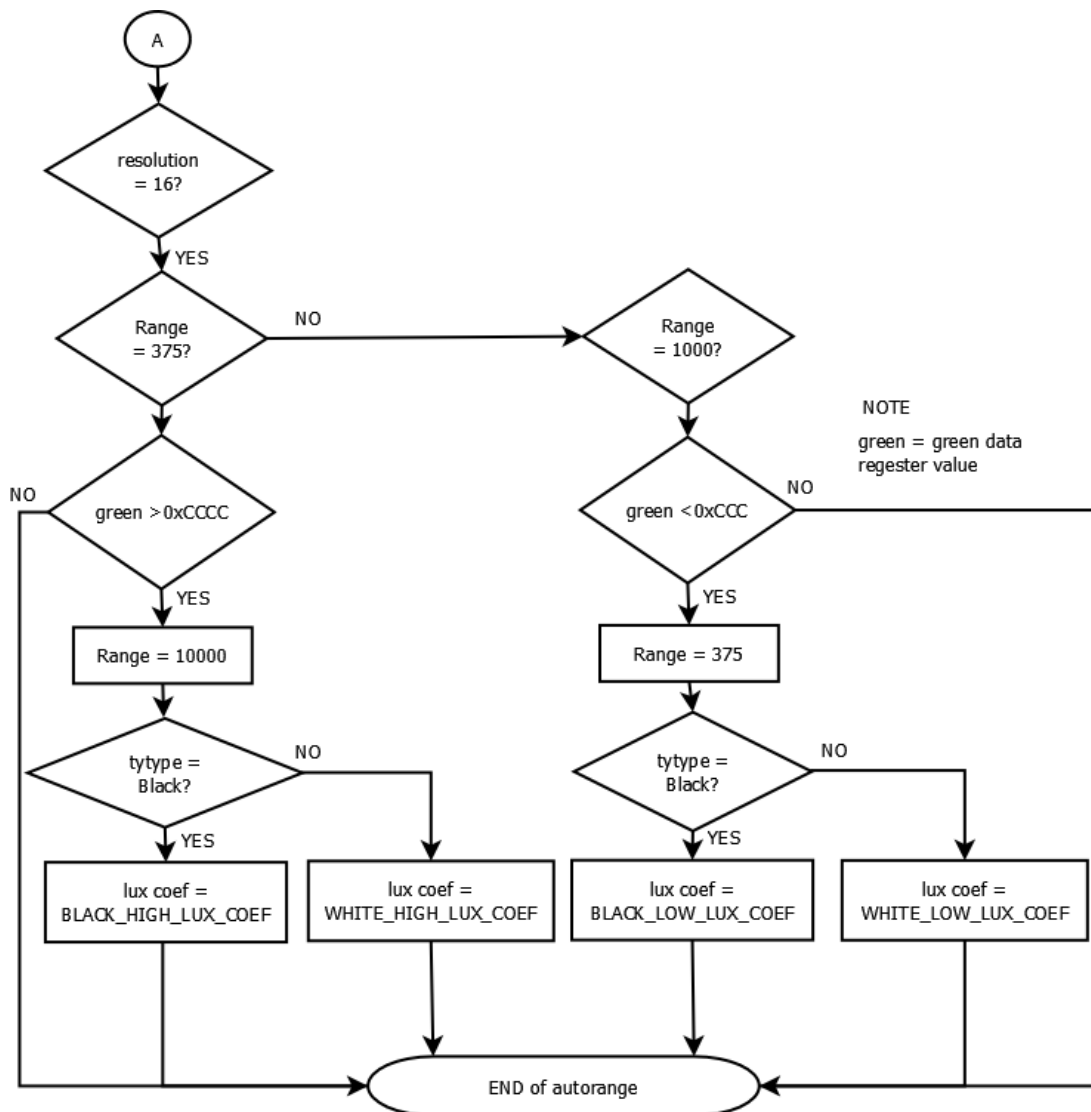 A
resolution
= 16?
YES
Range
= 375?
NO
Range
= 1000?
NOTE
green = green data
regester value
NO
green >0xCCCC
green <0xCCC
NO
YES
YES
Range = 10000
Range = 375
tytype =
Black?
NO
tytype =
Black?
NO
YES
YES
lux coef =
BLACK_HIGH_LUX_COEF
lux coef =
WHITE_HIGH_LUX_COEF
lux coef =
BLACK_LOW_LUX_COEF
lux coef =
WHITE_LOW_LUX_COEF
END of autorange